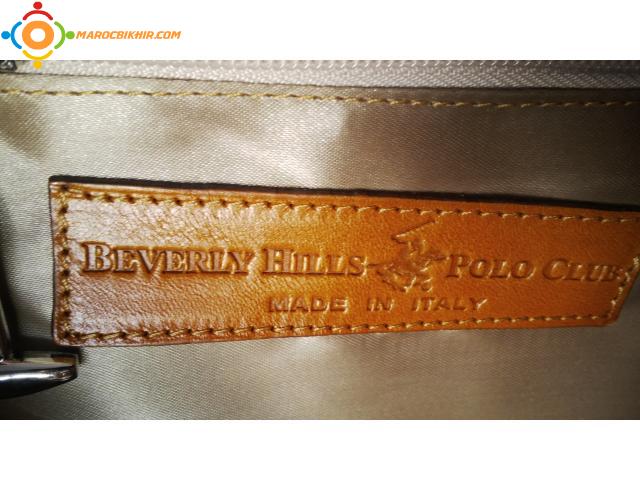 MAROCBIKHIR.COM
BEVERLY HILLS POLO CLUB
MADE IN ITALY